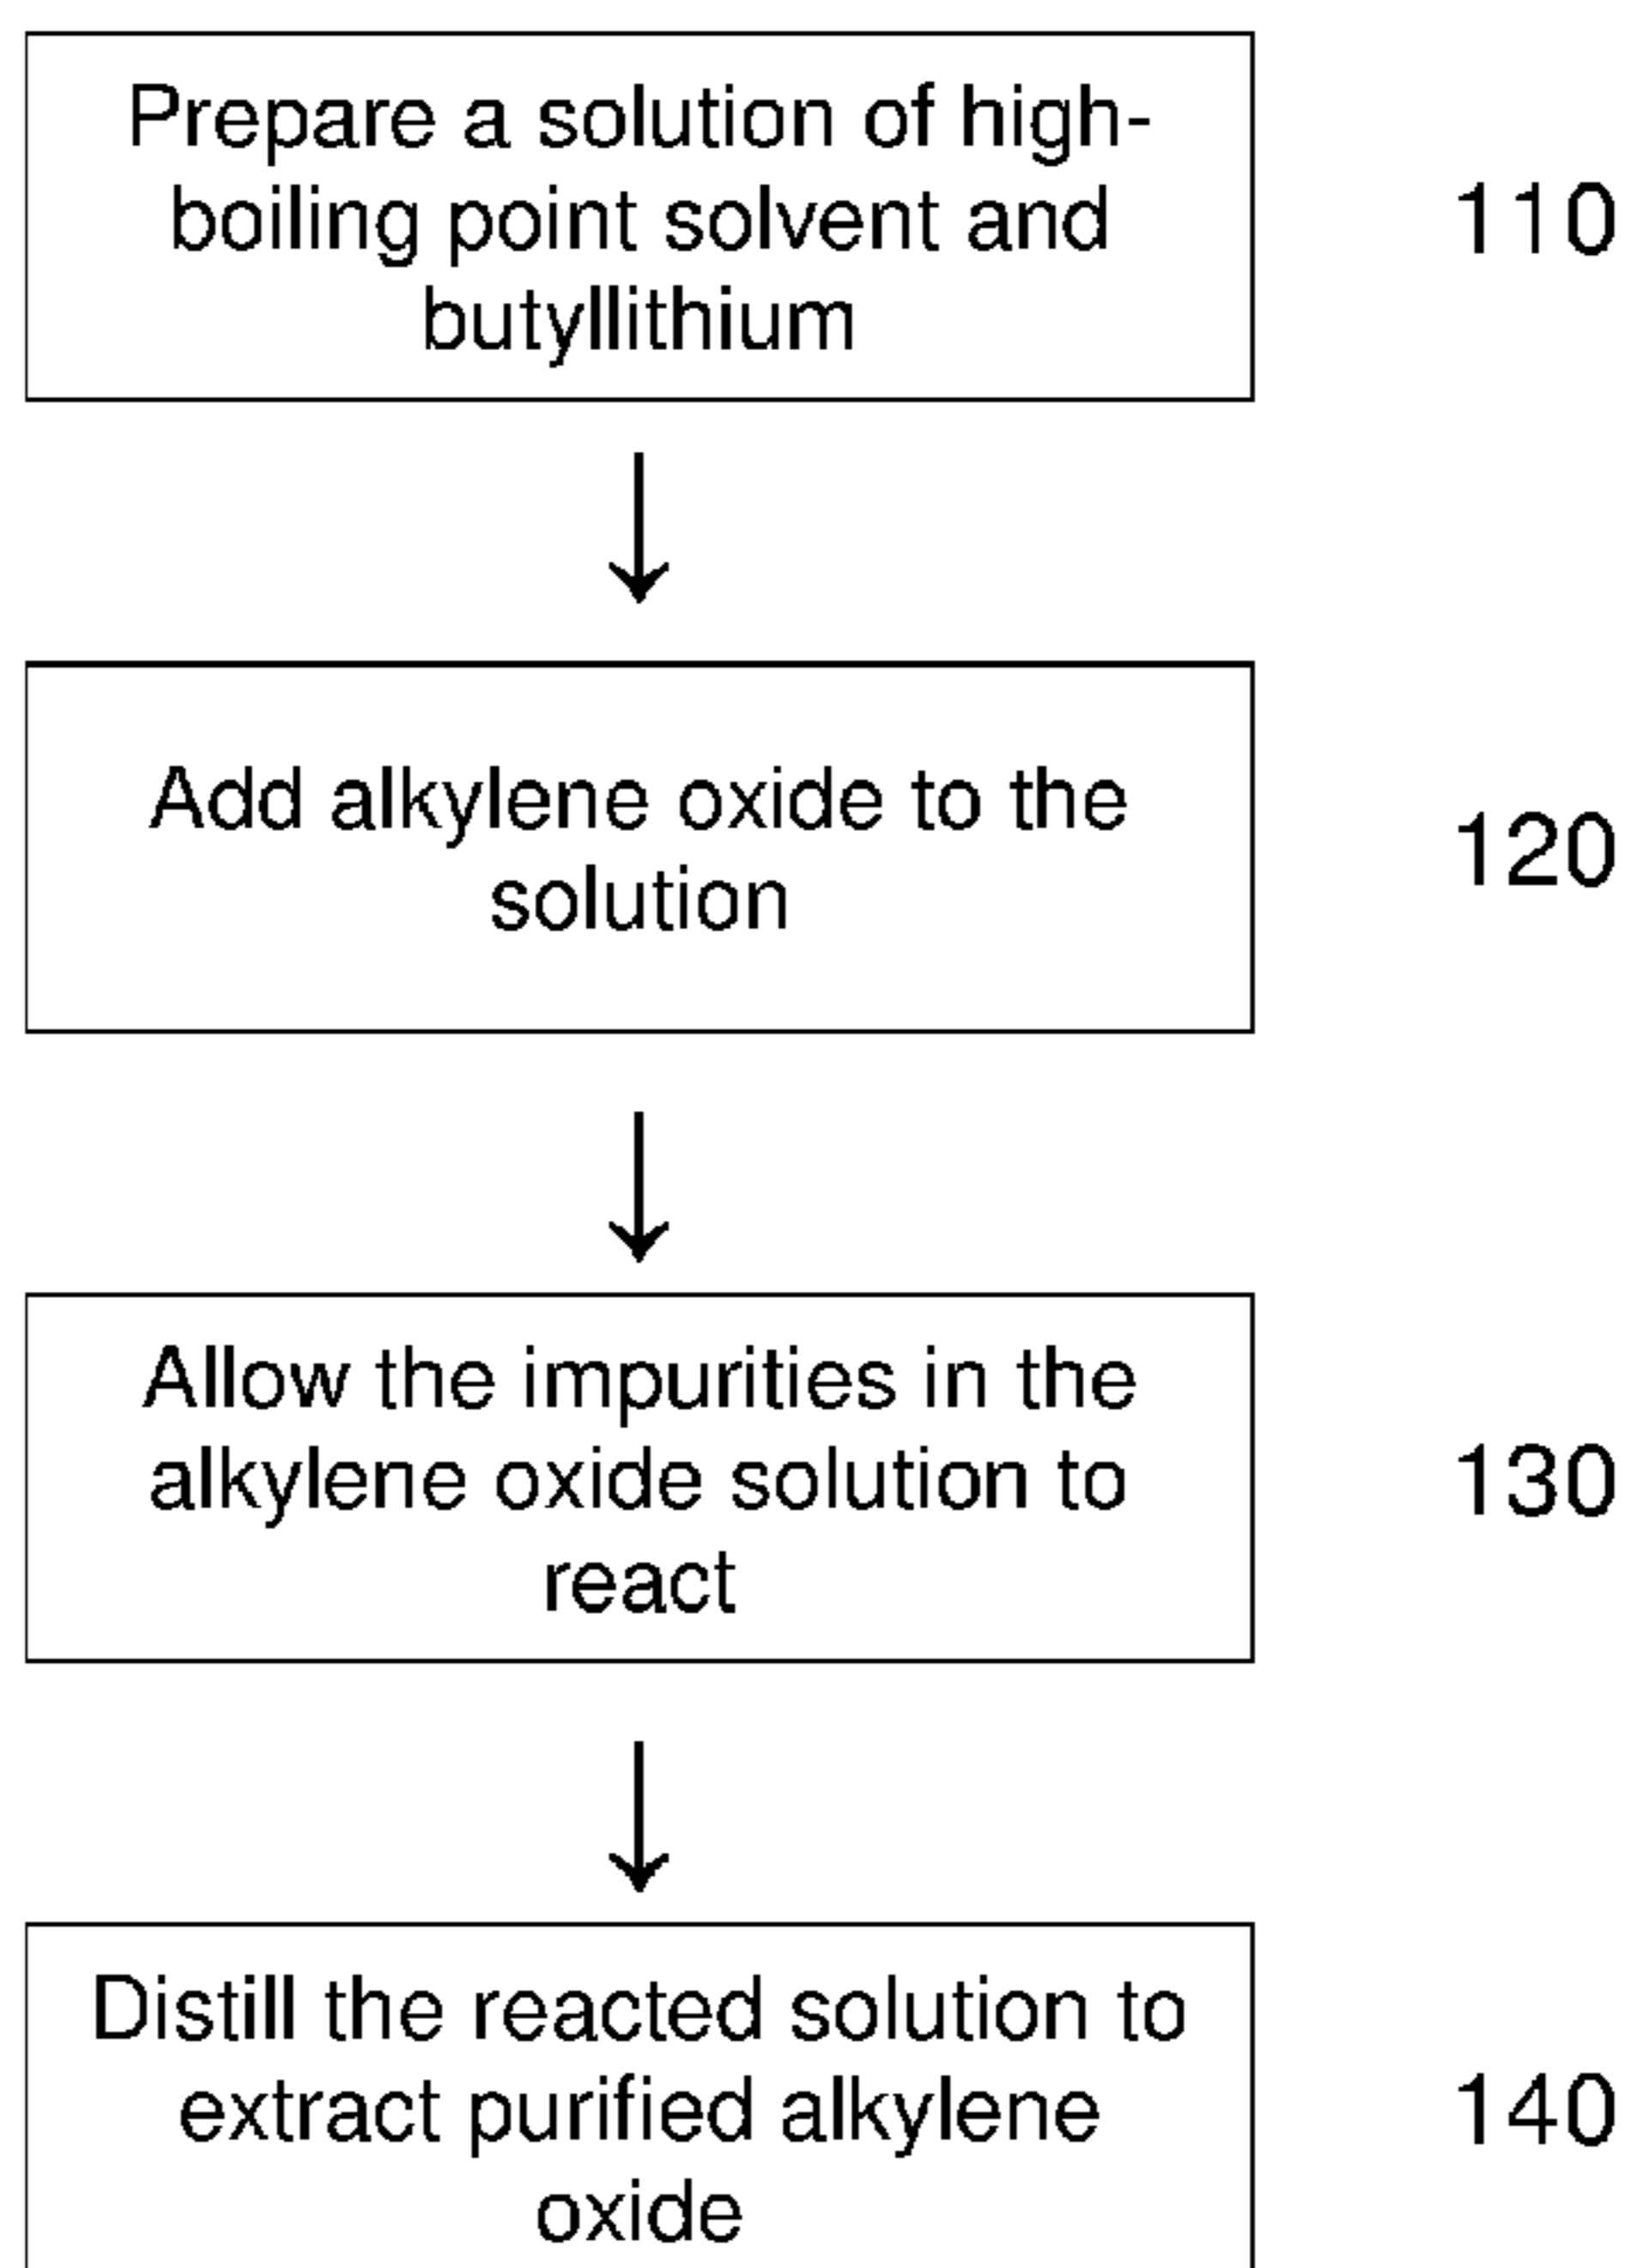 Prepare a solution of high-
boiling point solvent and
butyllithium
110
Add alkylene oxide to the
solution
120
Allow the impurities in the
alkylene oxide solution to
react
130
Distill the reacted solution to
extract purified alkylene
oxide
140